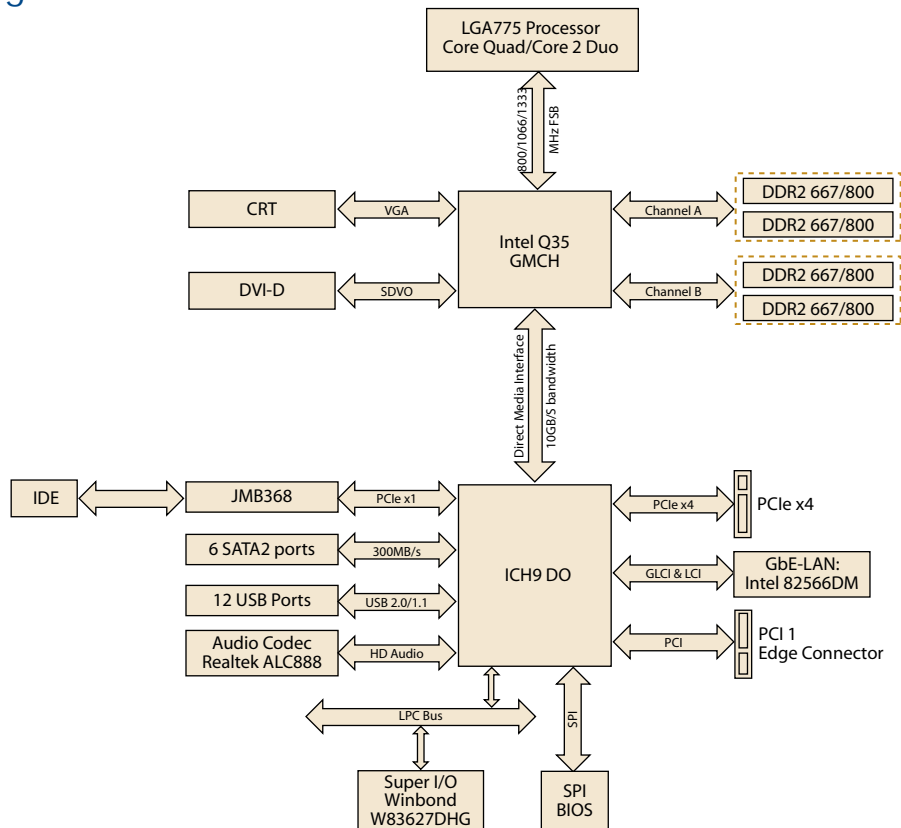 g
LGA775 Processor
Core Quad/Core 2 Duo
800/1066/1333
MHz FSB
CRT
VGA
Intel Q35
GMCH
Channel A
DDR2 667/800
DDR2 667/800
DVI-D
SDVO
Channel B
DDR2 667/800
DDR2 667/800
Direct Media Interface
10GB/S bandwidth
IDE
JMB368
PCIe x1
ICH9 DO
PCIe x4
PCIe x4
6 SATA2 ports
300MB/s
GLCI & LCI
GbE-LAN:
Intel 82566DM
12 USB Ports
USB 2.0/1.1
Audio Codec
Realtek ALC888
HD Audio
PCI
PCI 1
Edge Connector
LPC Bus
SPI
Super I/O
Winbond
W83627DHG
SPI
BIOS